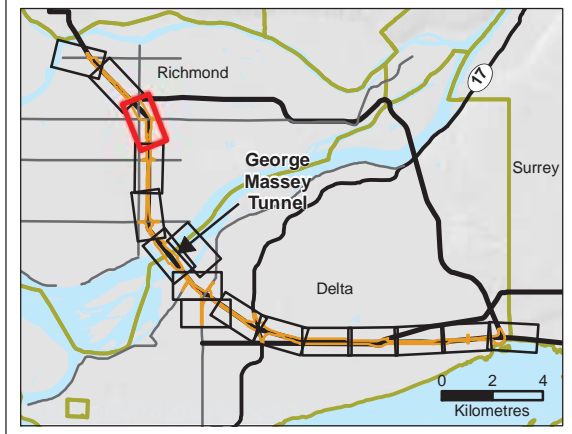 Richmond
17
George
Massey
Tunnel
Surrey
Delta
0 2 4
Kilometres